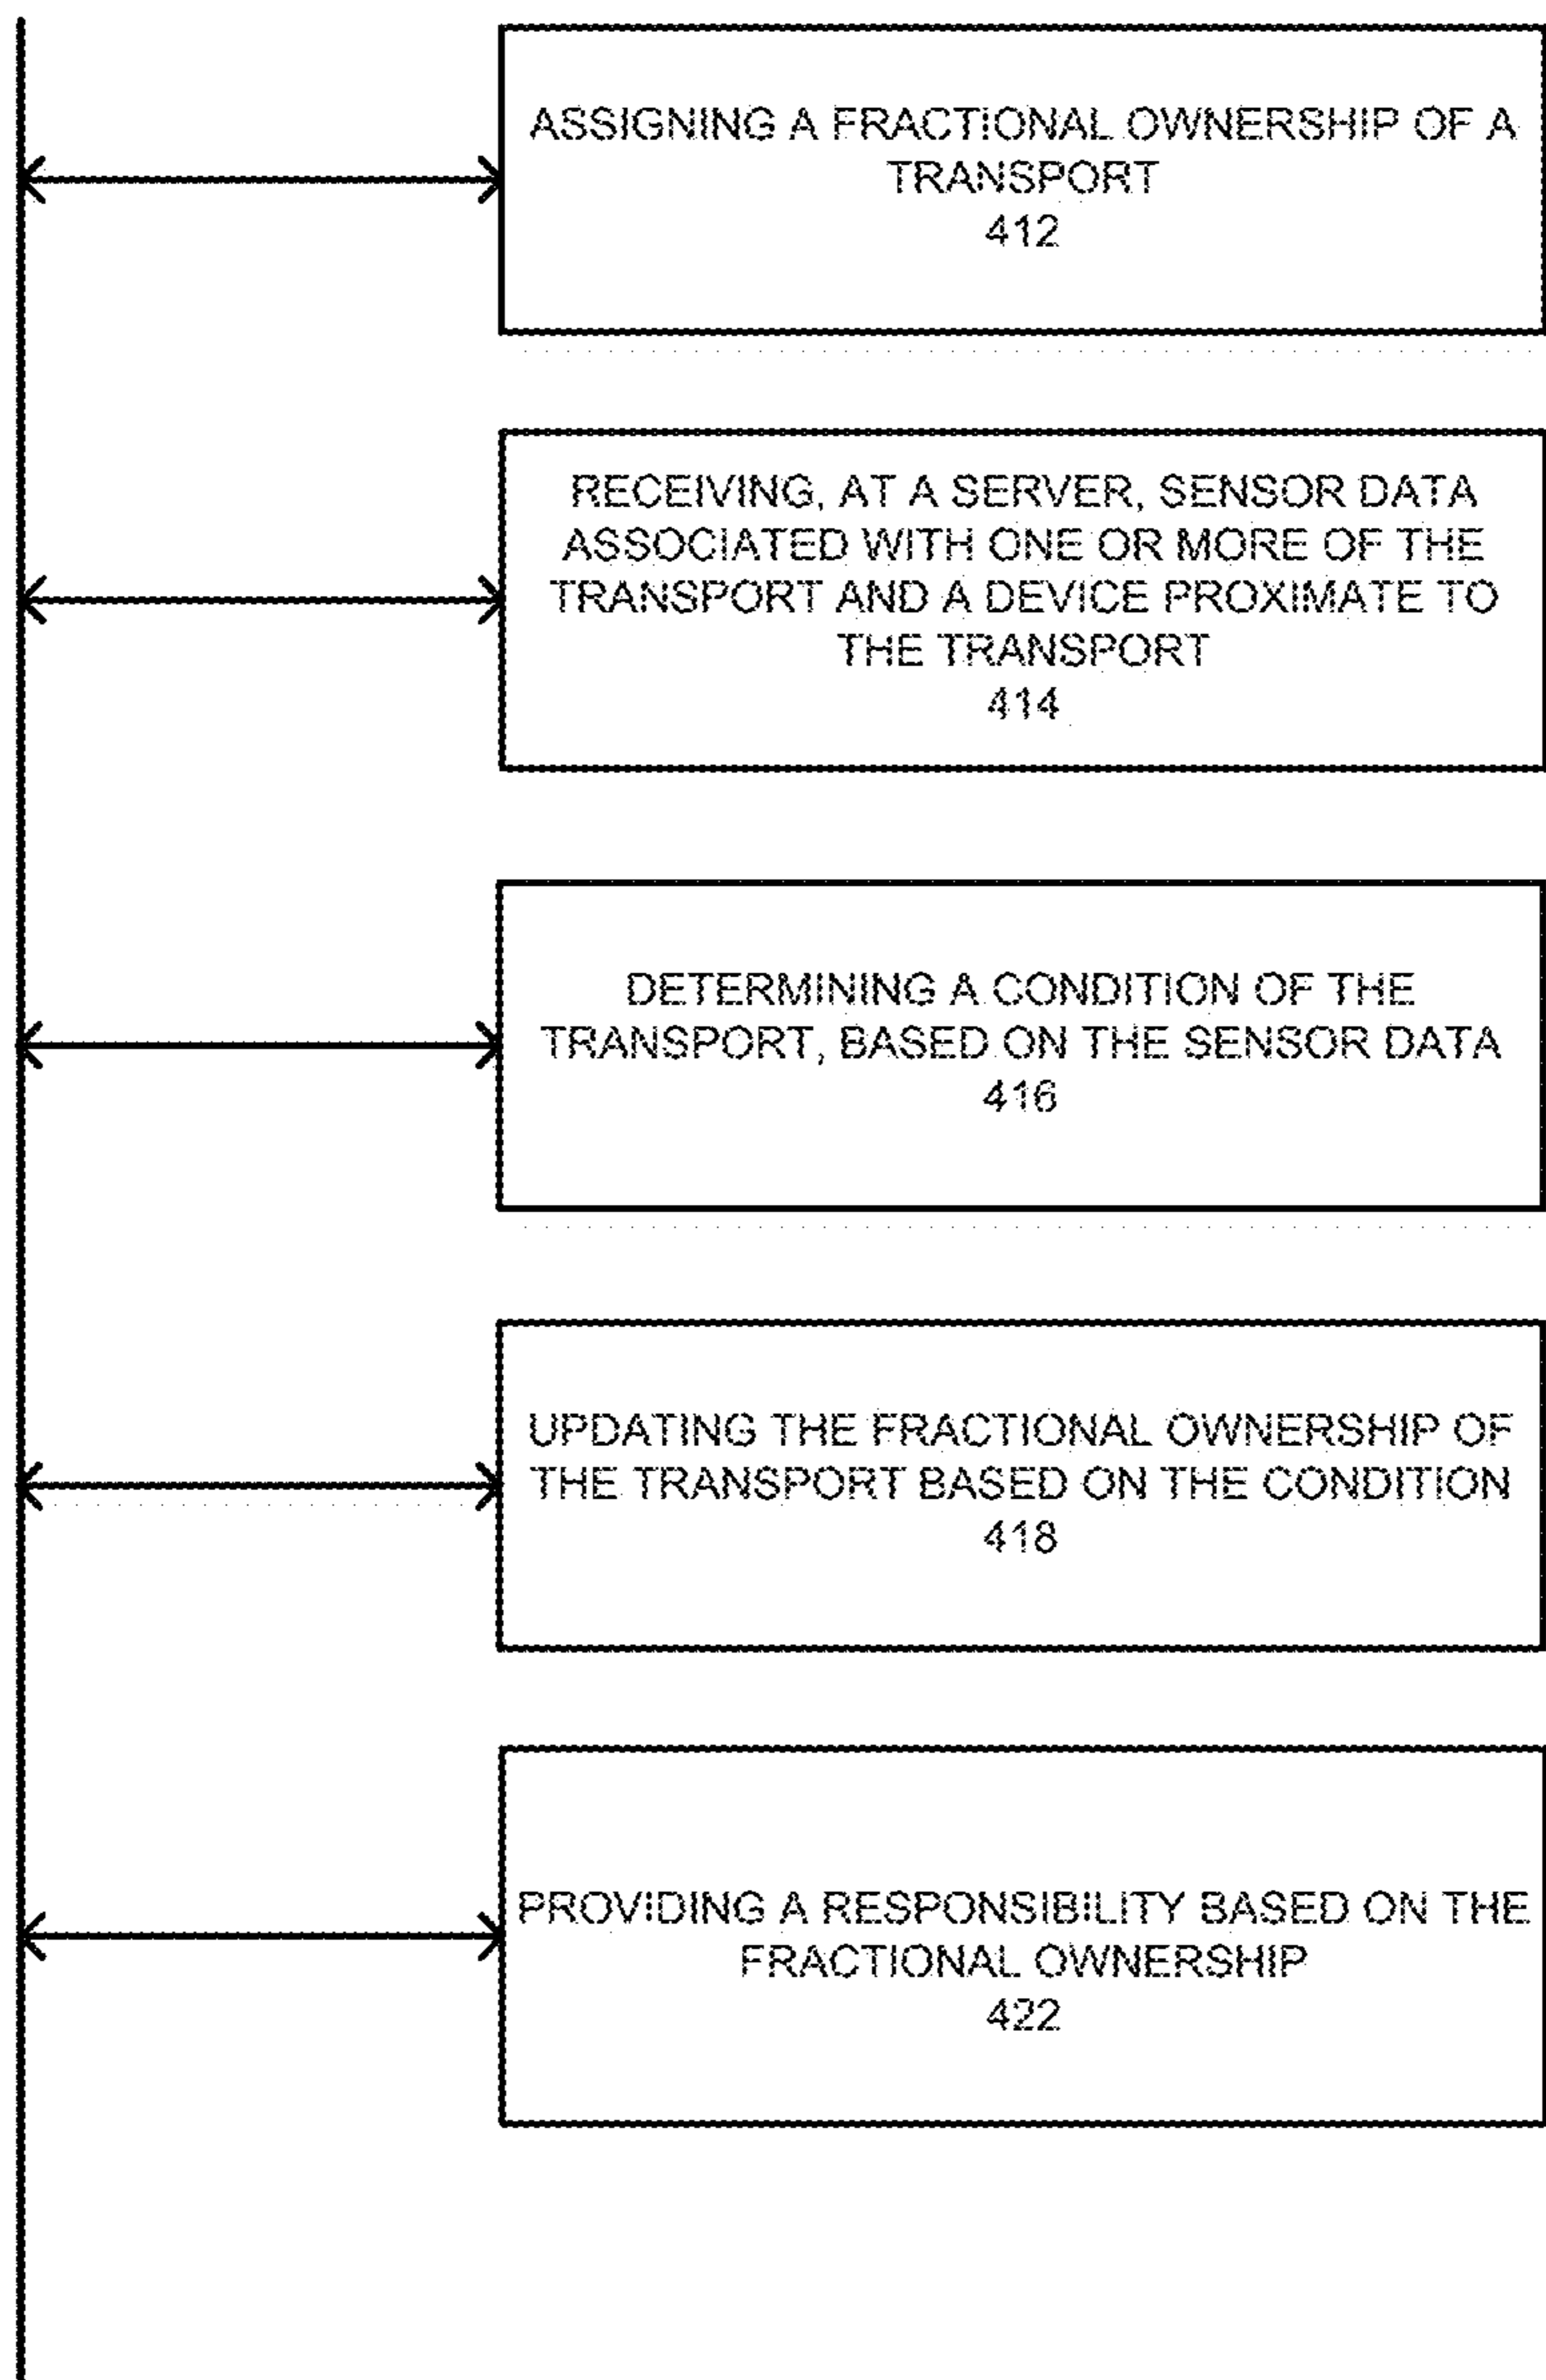 ASSIGNING A FRACTIONAL OWNERSHIP OF A
TRANSPORT
412
RECEIVING, AT A SERVER, SENSOR DATA
ASSOCIATED WITH ONE OR MORE OF THE
TRANSPORT AND A DEVICE PROXIMATE TO
THE TRANSPORT
414
DETERMINING A CONDITION OF THE
TRANSPORT, BASED ON THE SENSOR DATA
416
UPDATING THE FRACTIONAL OWNERSHIP OF
THE TRANSPORT BASED ON THE CONDITION
418
PROVIDING A RESPONSIBILITY BASED ON THE
FRACTIONAL OWNERSHIP
422